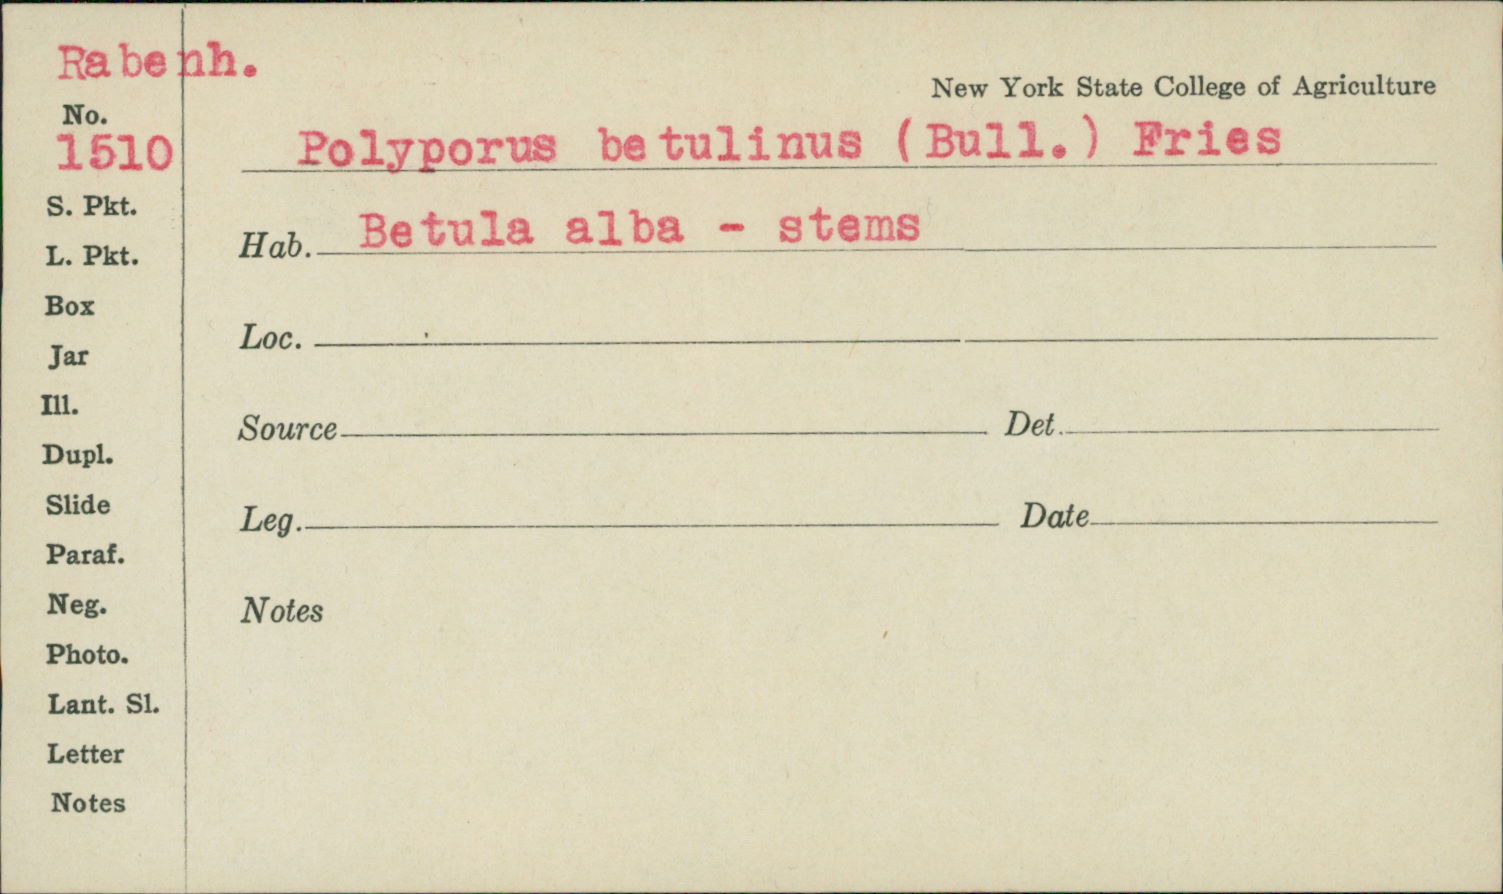 Rabenh.
New York State College of Agriculture
No.
1510
Polyporus betulinus (Bull.) Fries
S. Pkt.
Hab. Betula alba - stems
L. Pkt.
Box
Loc.
Jar
Ill.
Source Det.
Dupl.
Slide
Leg. Date
Paraf.
Neg.
Notes
Photo.
Lant. Sl.
Letter
Notes